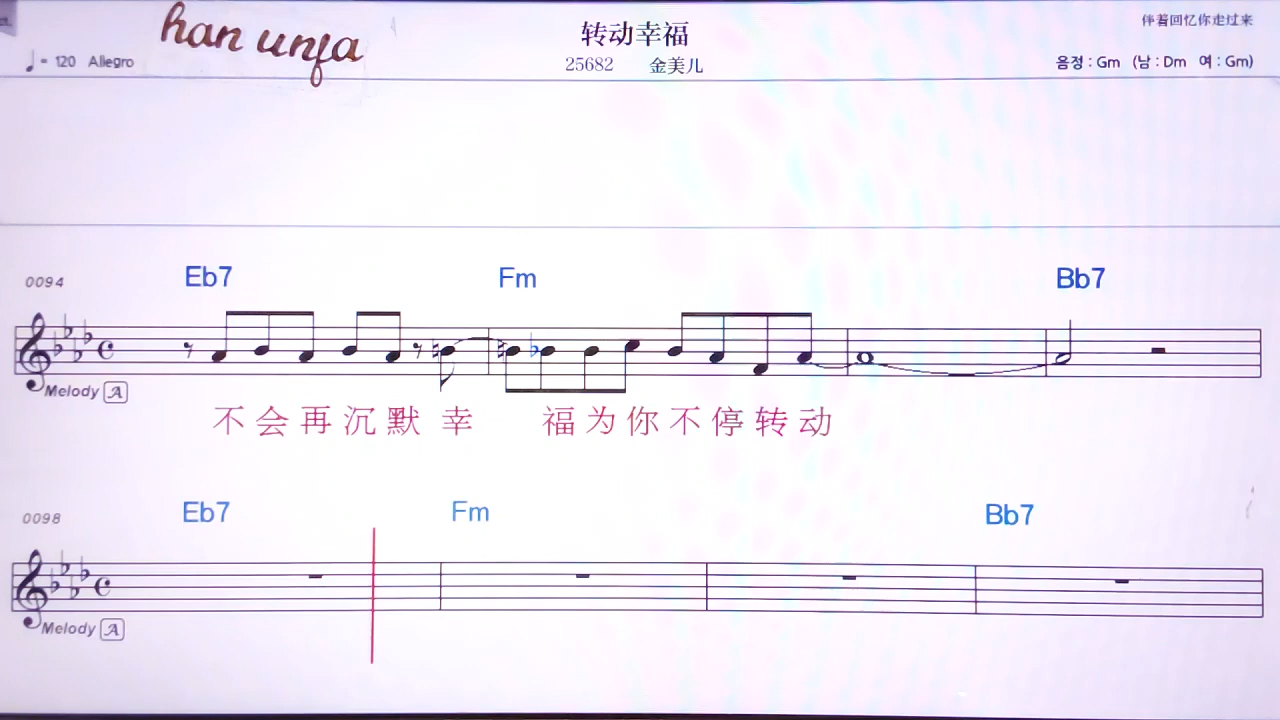 han unfa
转动幸福
伴着回忆你走过来
♩= 120 Allegro
25682 金美儿
음정 : Gm (남 : Dm 여 : Gm)
0094 Eb7 Fm Bb7
Melody A
不会再沉默幸 福为你不停转动
0098 Eb7 Fm Bb7
Melody A